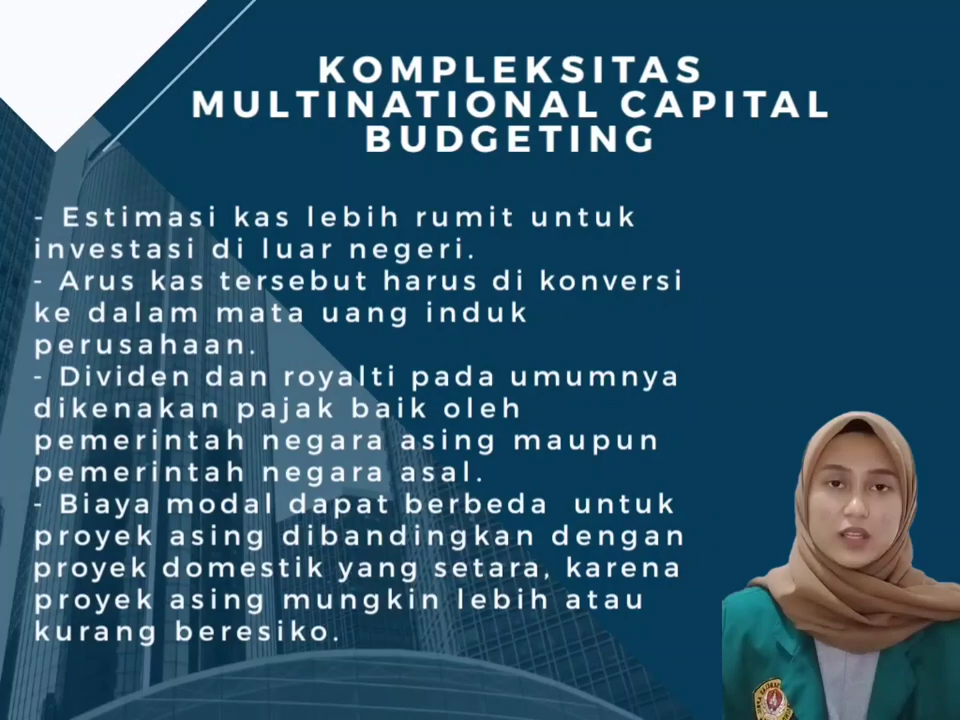 KOMPLEKSITAS
MULTINATIONAL CAPITAL
BUDGETING
- Estimasi kas lebih rumit untuk
investasi di luar negeri.
- Arus kas tersebut harus di konversi
ke dalam mata uang induk
perusahaan.
- Dividen dan royalti pada umumnya
dikenakan pajak baik oleh
pemerintah negara asing maupun
pemerintah negara asal.
- Biaya modal dapat berbeda  untuk
proyek asing dibandingkan dengan
proyek domestik yang setara, karena
proyek asing mungkin lebih atau
kurang beresiko.